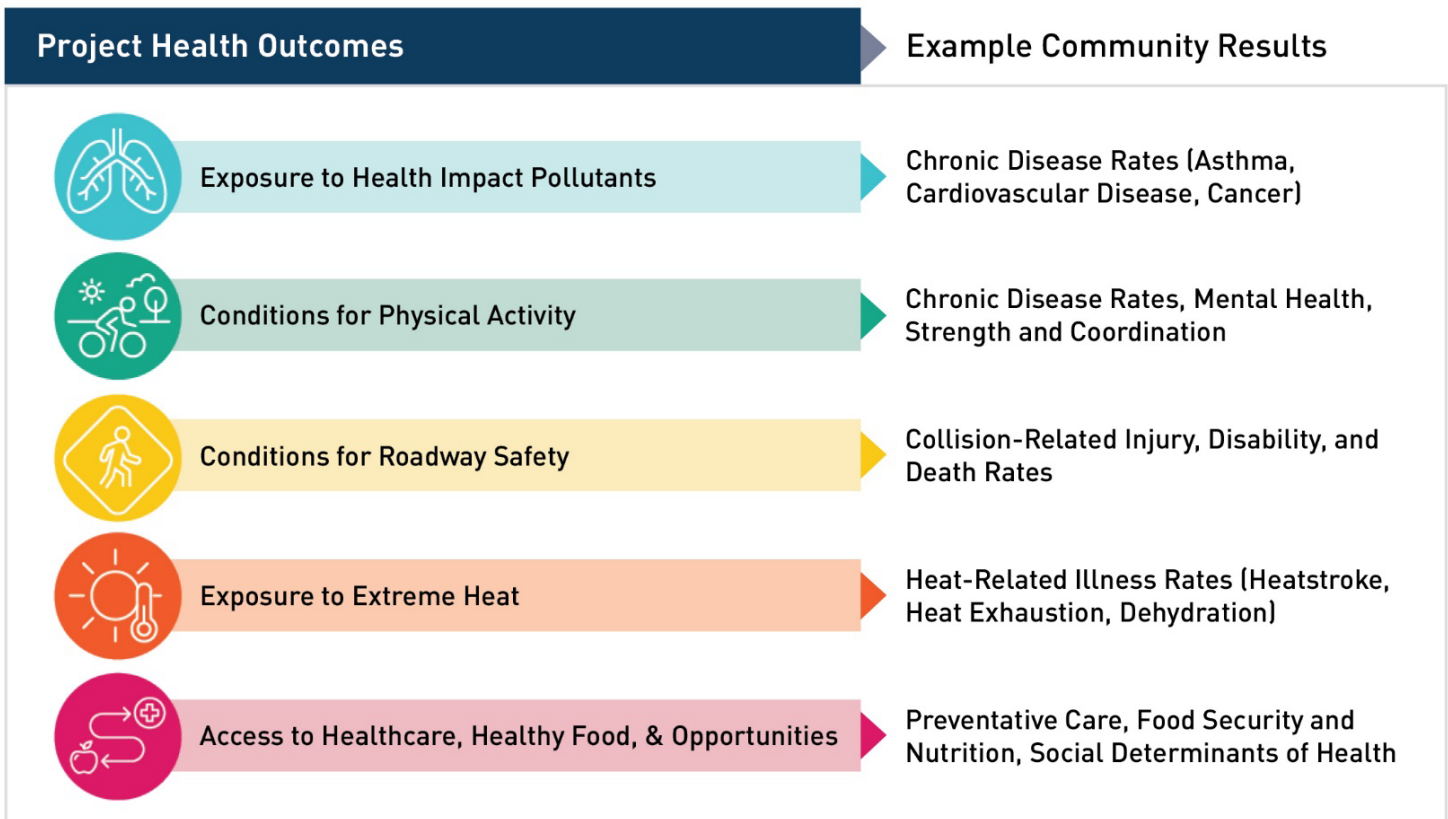 Project Health Outcomes
Example Community Results
Exposure to Health Impact Pollutants
Chronic Disease Rates (Asthma,
Cardiovascular Disease, Cancer)
Conditions for Physical Activity
Chronic Disease Rates, Mental Health,
Strength and Coordination
Conditions for Roadway Safety
Collision-Related Injury, Disability, and
Death Rates
Exposure to Extreme Heat
Heat-Related Illness Rates (Heatstroke,
Heat Exhaustion, Dehydration)
Access to Healthcare, Healthy Food, & Opportunities
Preventative Care, Food Security and
Nutrition, Social Determinants of Health